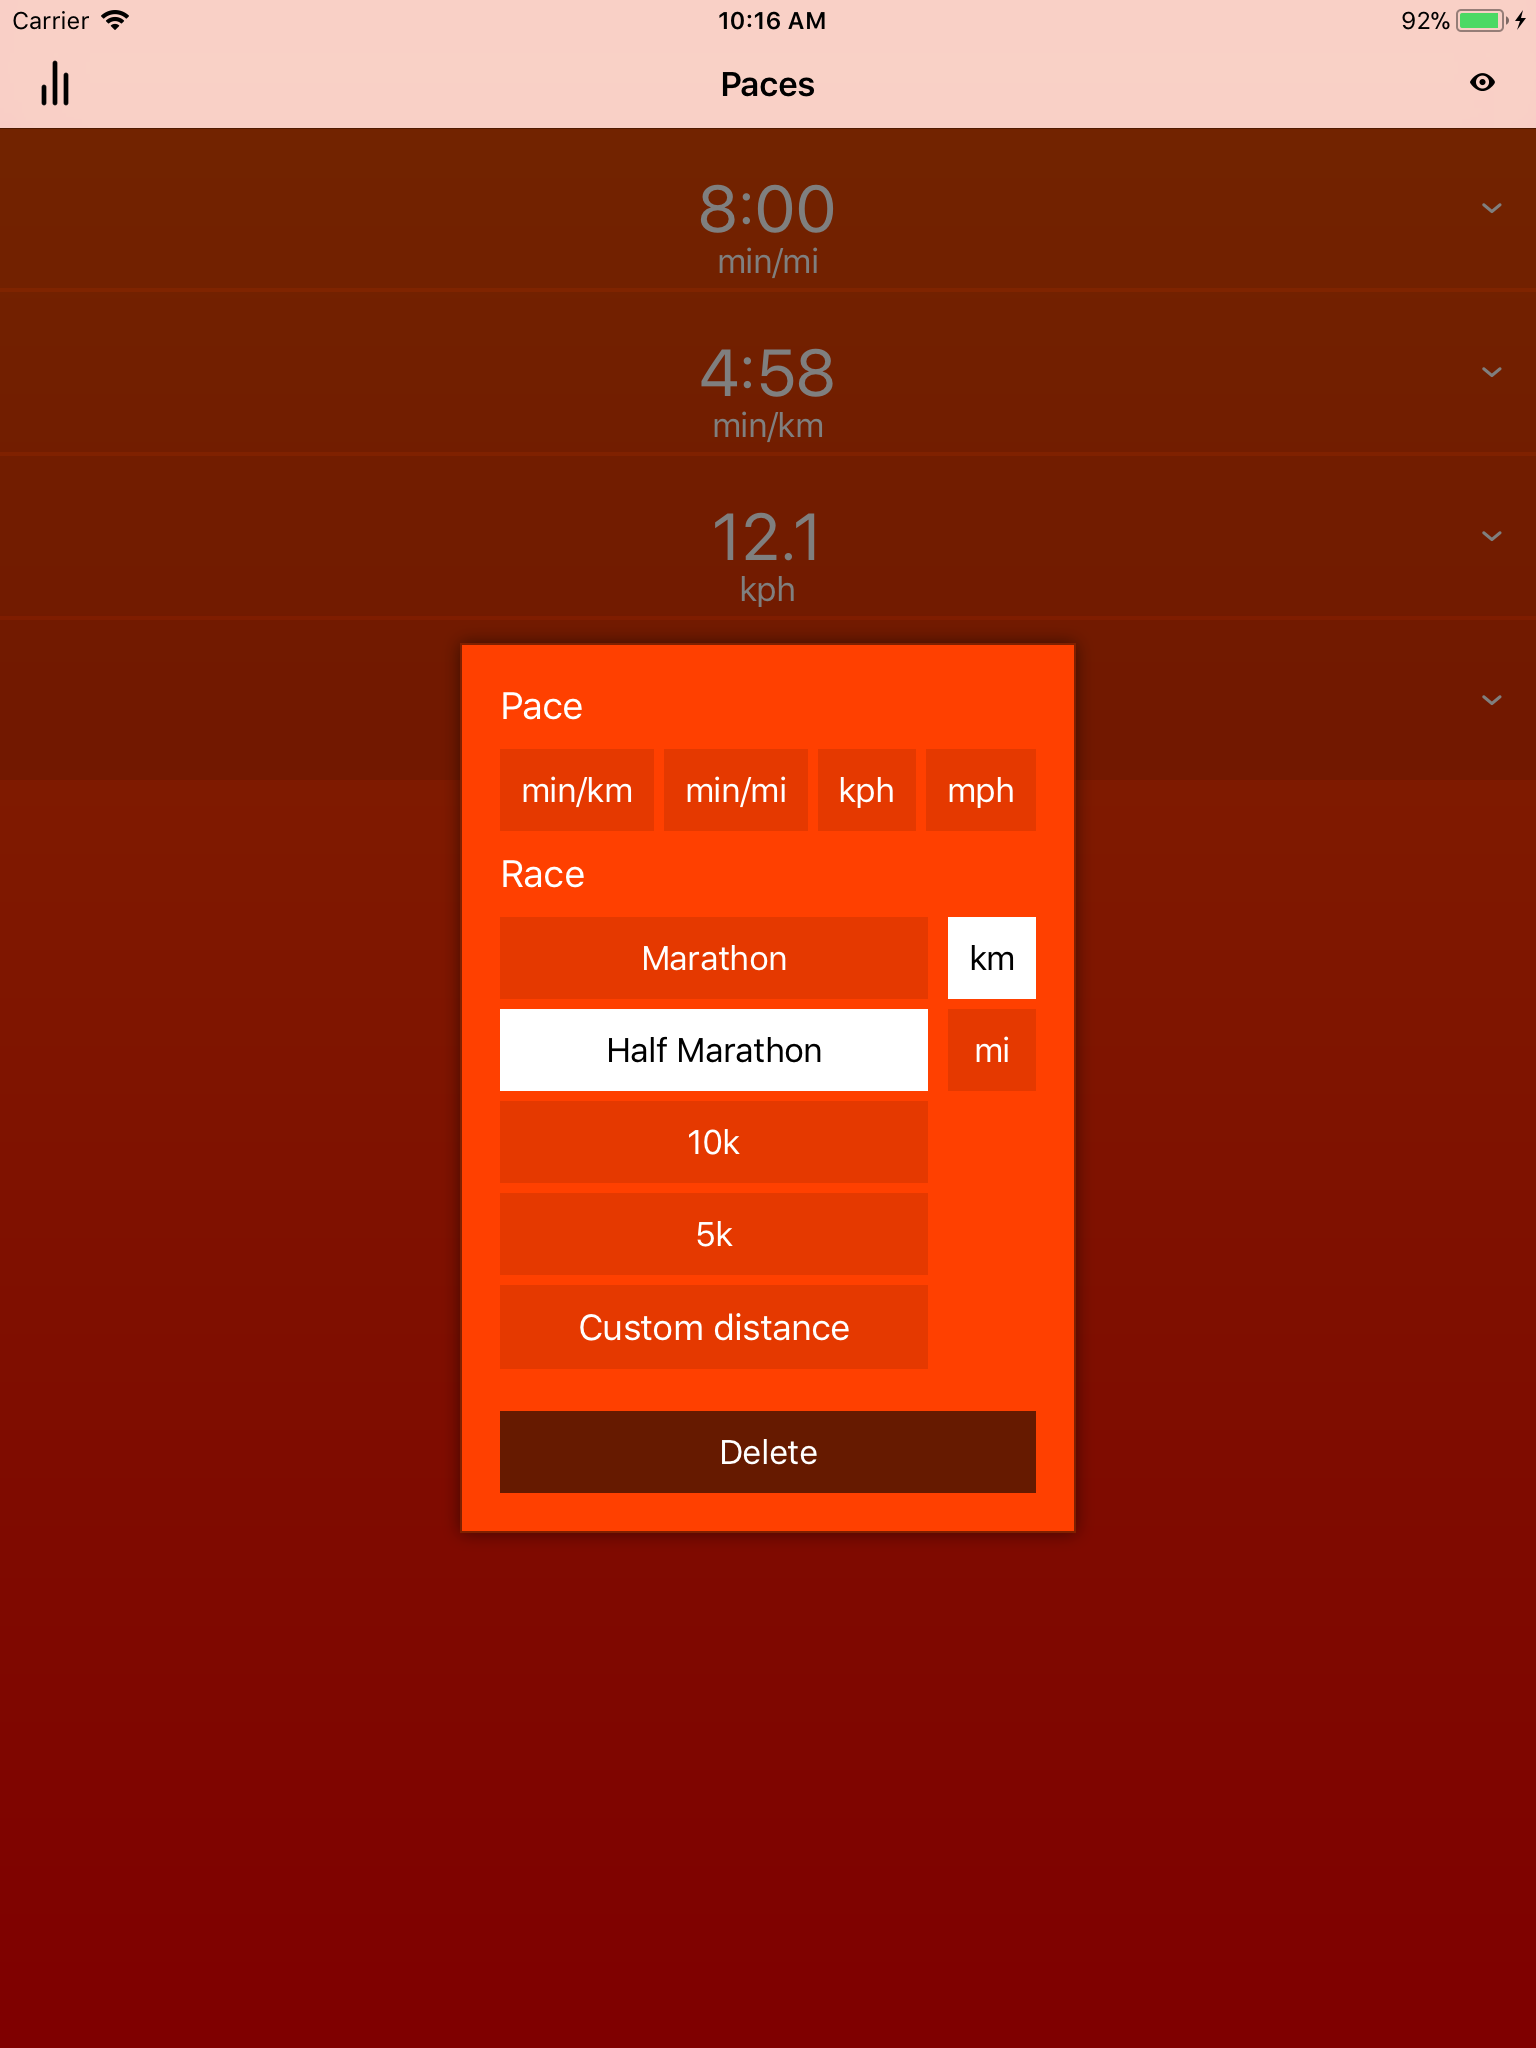 Carrier 10:16 AM 92%
Paces
8:00
min/mi
4:58
min/km
12.1
kph
Pace
min/km min/mi kph mph
Race
Marathon km
Half Marathon mi
10k
5k
Custom distance
Delete